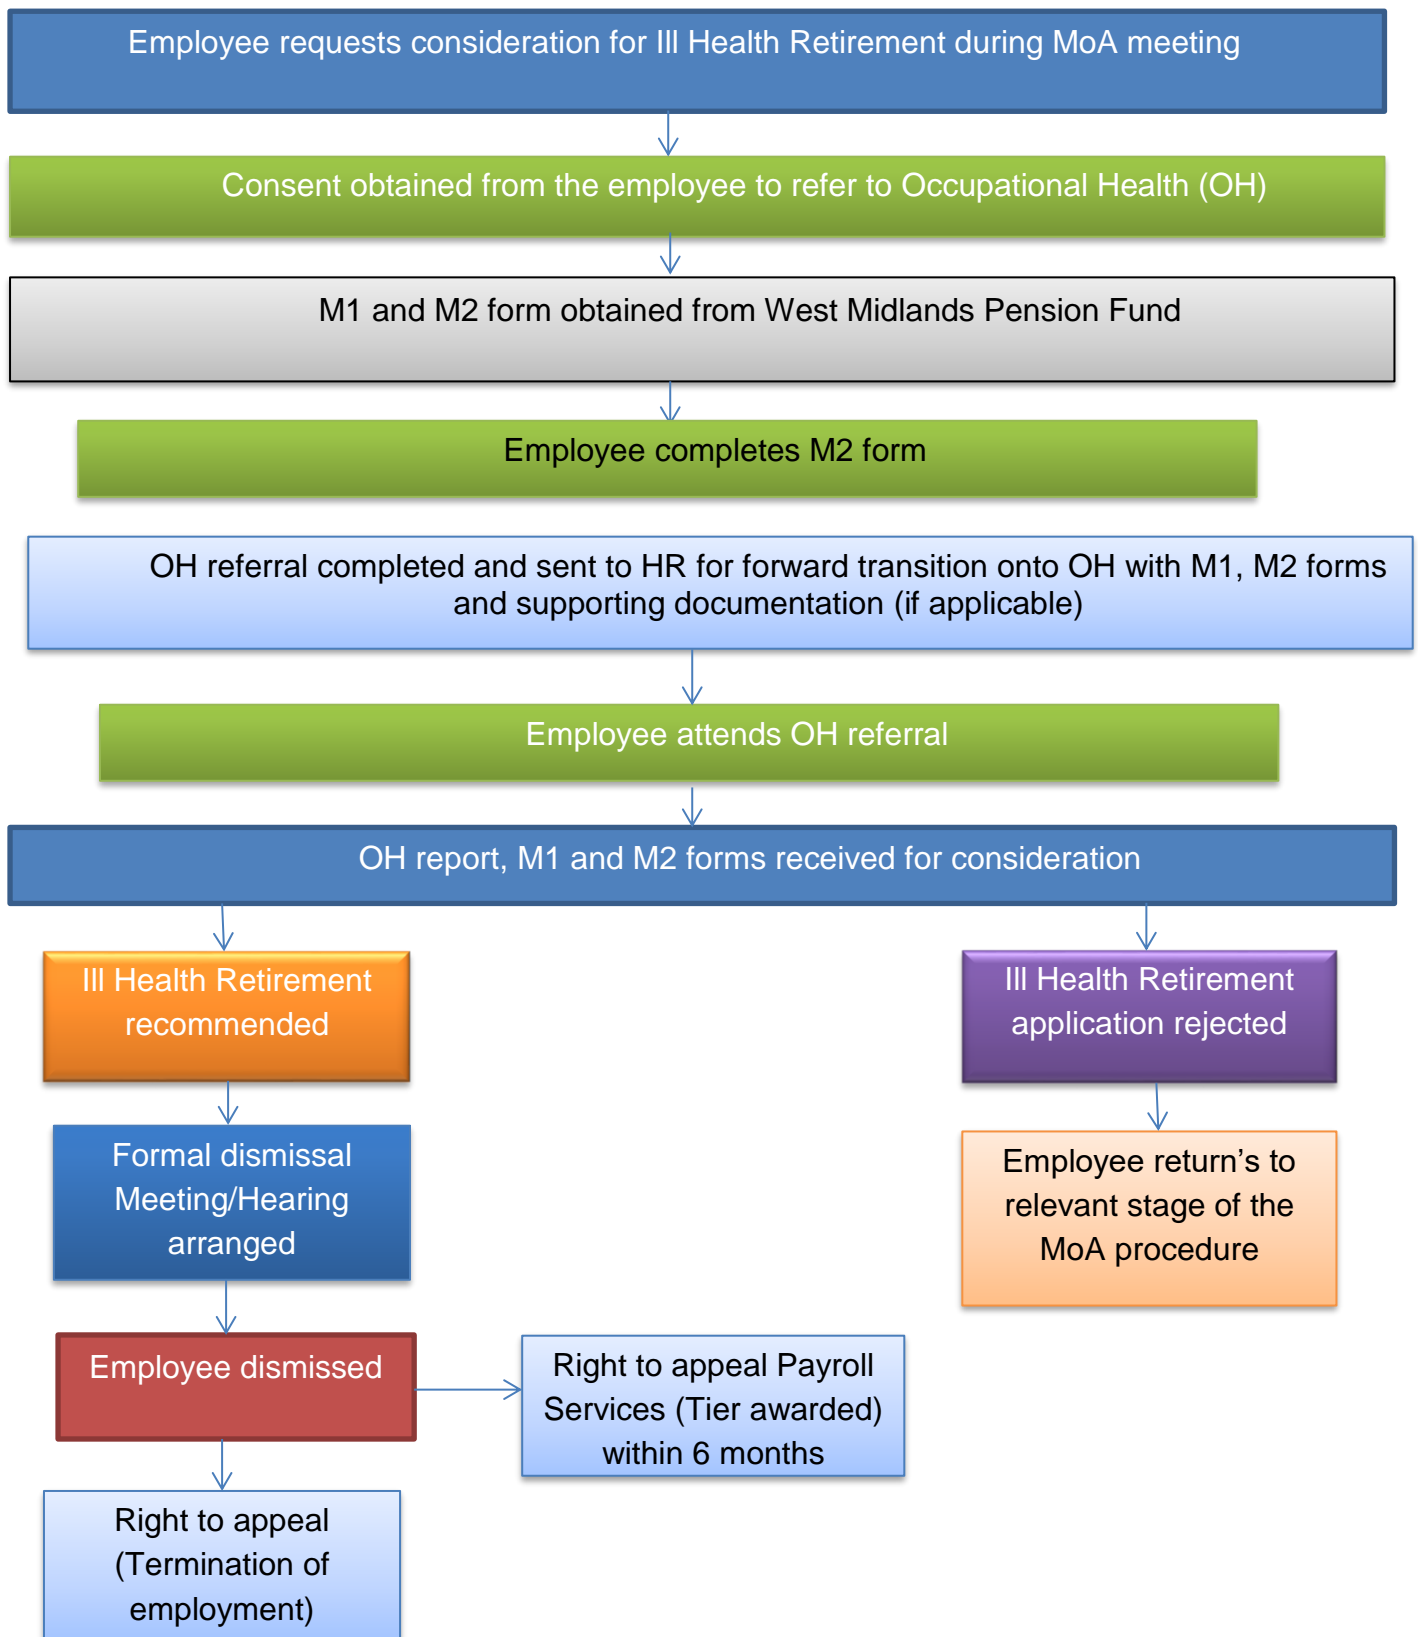 Employee requests consideration for Ill Health Retirement during MoA meeting
Consent obtained from the employee to refer to Occupational Health (OH)
M1 and M2 form obtained from West Midlands Pension Fund
Employee completes M2 form
OH referral completed and sent to HR for forward transition onto OH with M1, M2 forms
and supporting documentation (if applicable)
Employee attends OH referral
OH report, M1 and M2 forms received for consideration
Ill Health Retirement
recommended
Ill Health Retirement
application rejected
Formal dismissal
Meeting/Hearing
arranged
Employee return's to
relevant stage of the
MoA procedure
Employee dismissed
Right to appeal Payroll
Services (Tier awarded)
within 6 months
Right to appeal
(Termination of
employment)